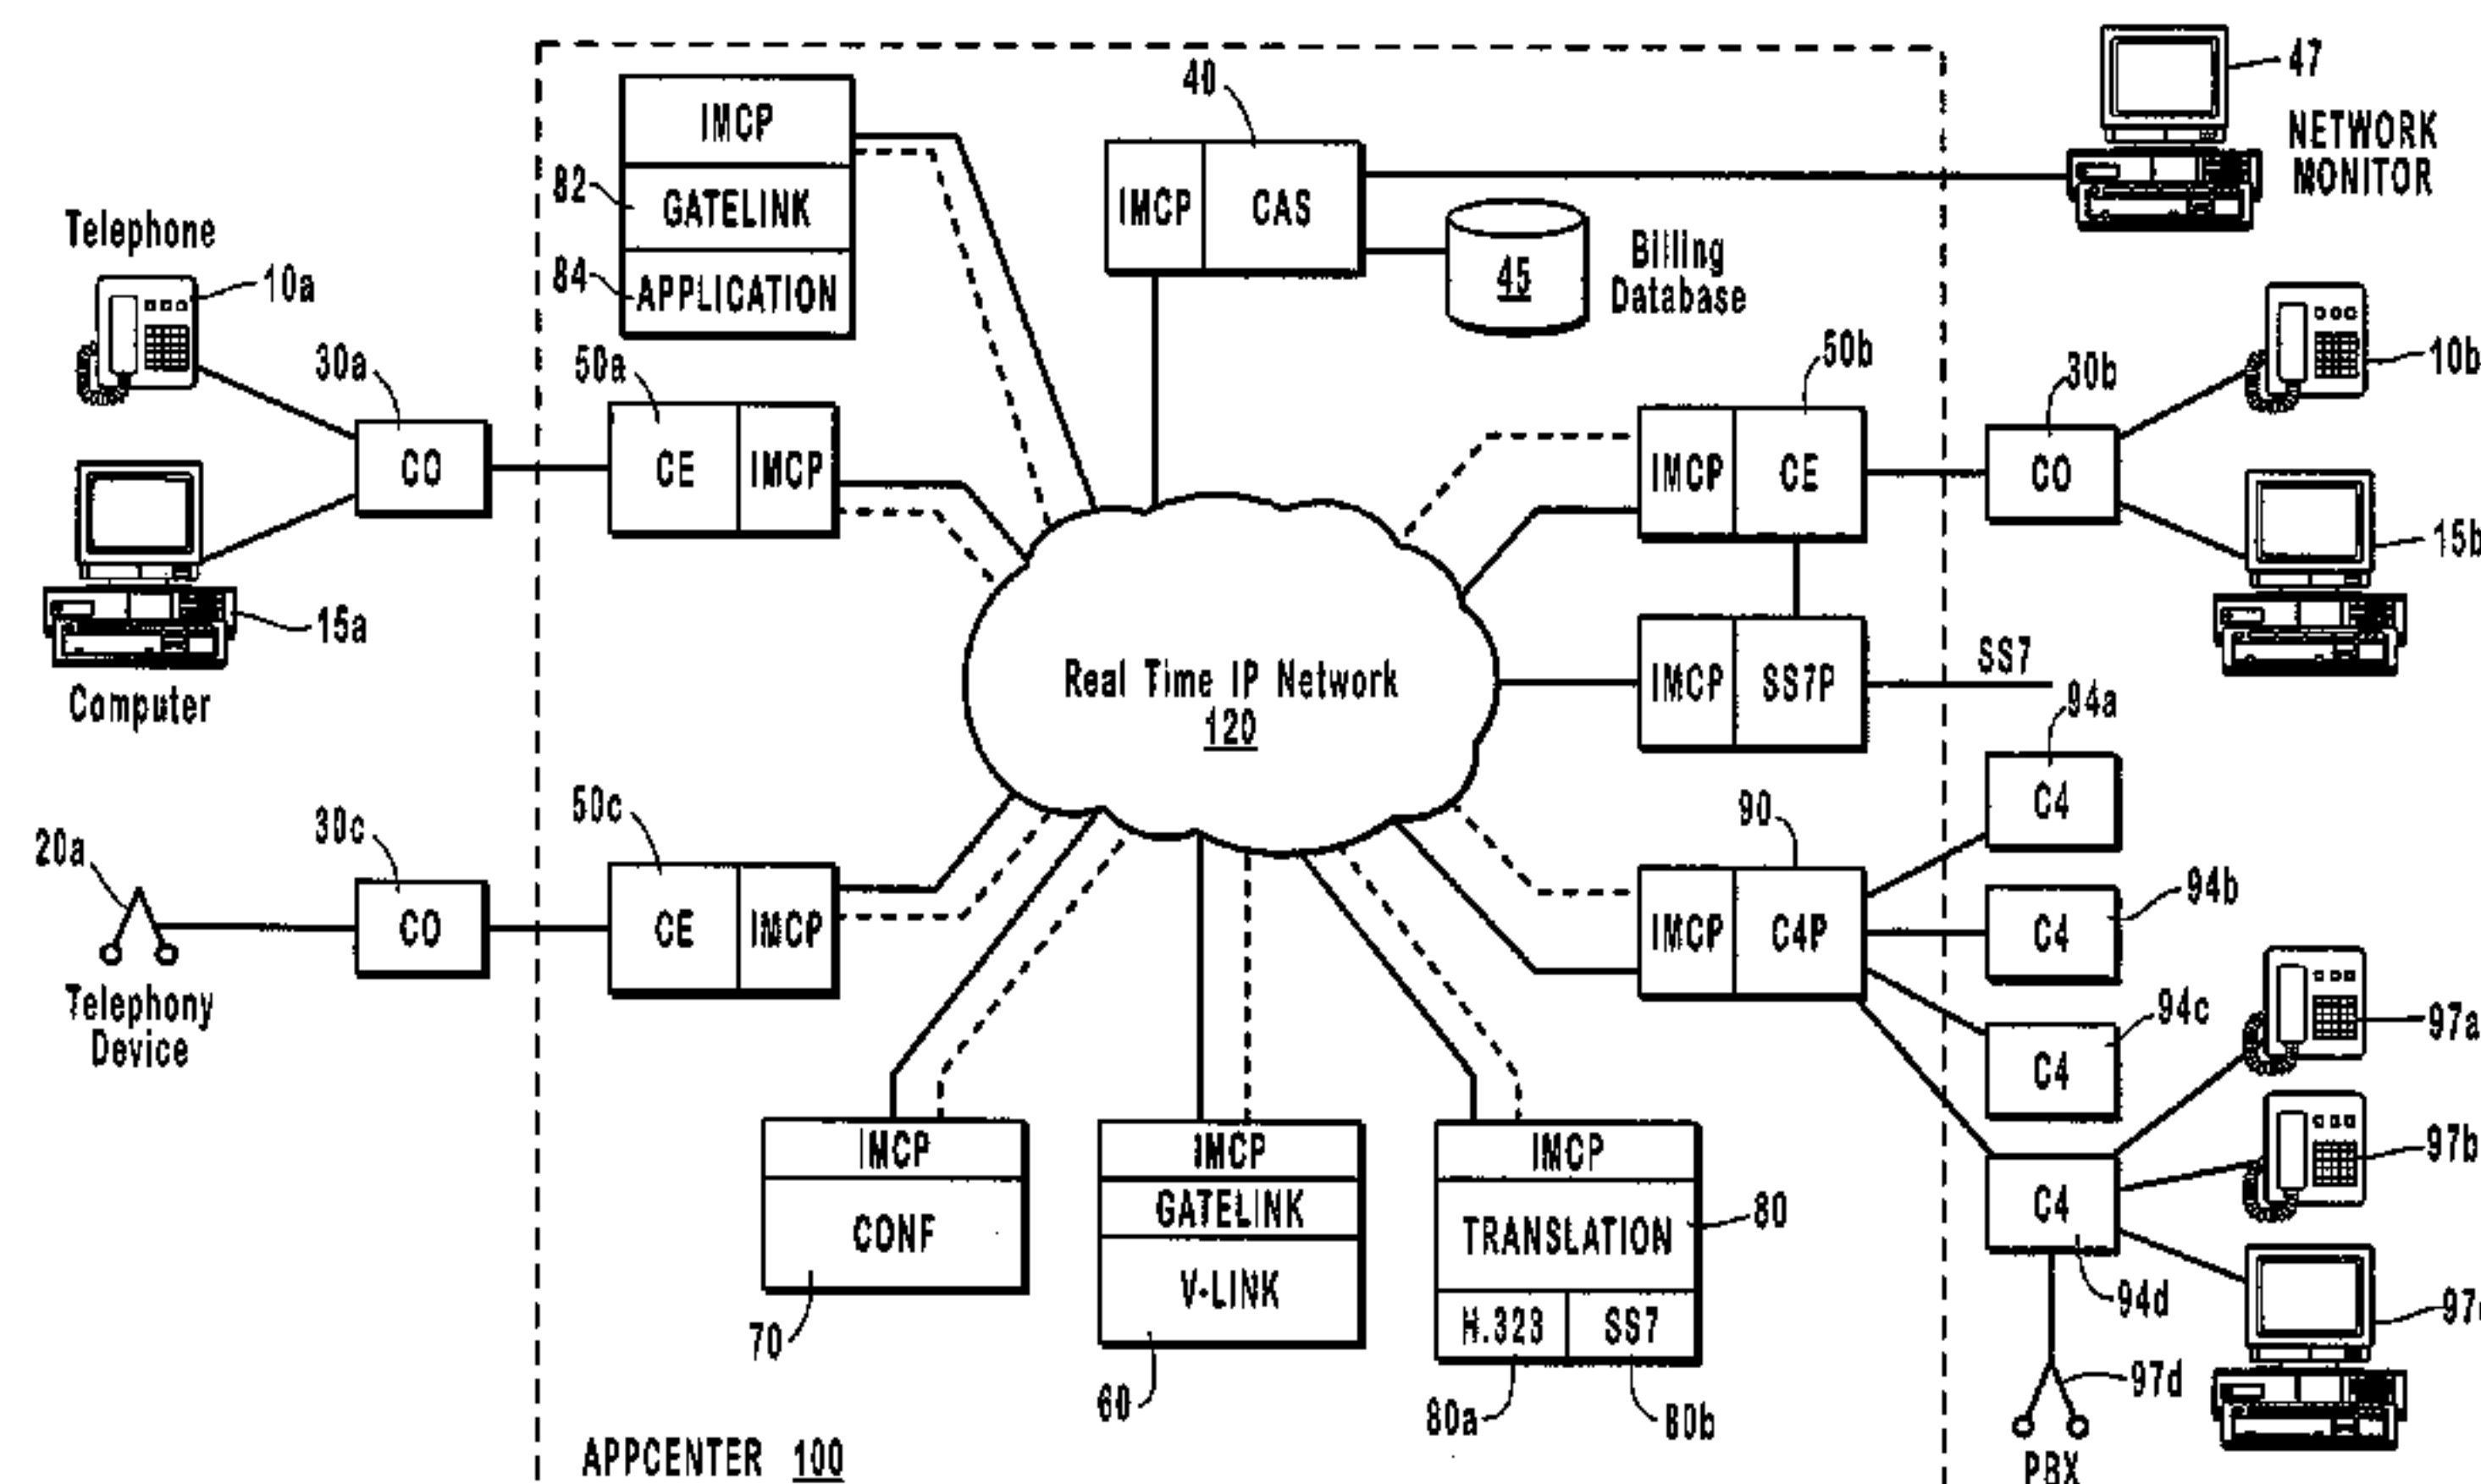 47
NETWORK
MONITOR
40
IMCP
82
GATELINK
84
APPLICATION
IMCP
CAS
45
Billing
Database
Telephone
10a
30a
CO
50a
CE
IMCP
15a
Computer
50b
IMCP
CE
30b
CO
10b
15b
Real Time IP Network
120
IMCP
SS7P
SS7
94a
C4
20a
Telephony
Device
30c
CO
50c
CE
IMCP
90
IMCP
C4P
94b
C4
94c
C4
97a
97b
C4
94d
97d
PBX
IMCP
CONF
70
IMCP
GATELINK
V-LINK
60
IMCP
TRANSLATION
80
H.323
SS7
80a
80b
APPCENTER 100